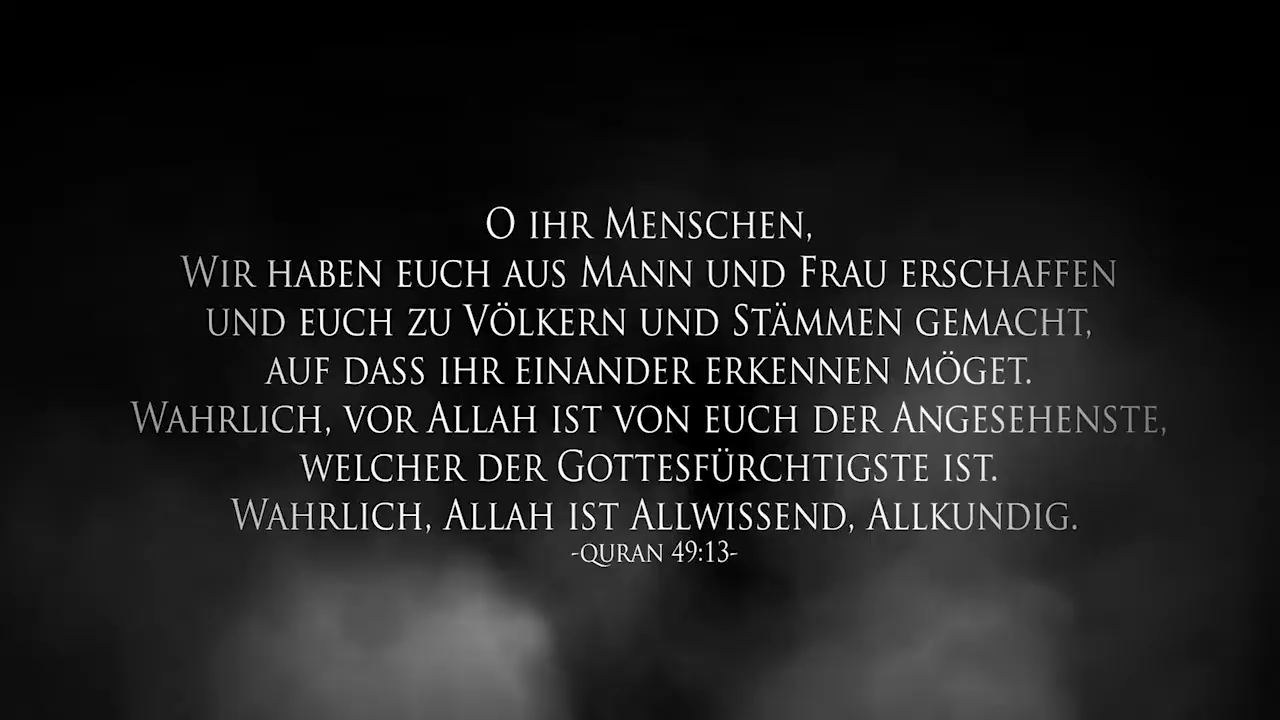 O ihr Menschen,
Wir haben euch aus Mann und Frau erschaffen
und euch zu Völkern und Stämmen gemacht,
auf dass ihr einander erkennen möget.
Wahrlich, vor Allah ist von euch der Angesehenste,
welcher der Gottesfürchtigste ist.
Wahrlich, Allah ist Allwissend, Allkundig.
-Quran 49:13-